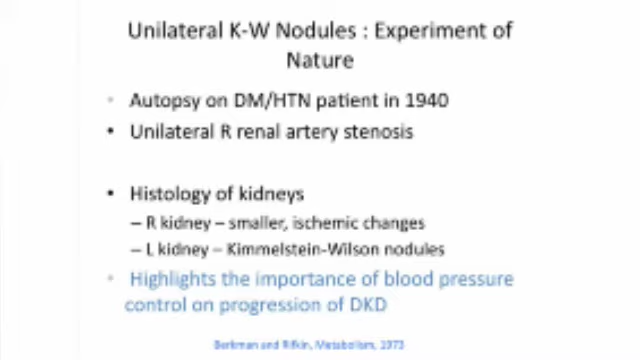 Unilateral K-W Nodules : Experiment of
Nature
• Autopsy on DM/HTN patient in 1940
• Unilateral R renal artery stenosis
• Histology of kidneys
– R kidney – smaller, ischemic changes
– L kidney – Kimmelstein-Wilson nodules
• Highlights the importance of blood pressure
control on progression of DKD
Berkman and Rifkin, Metabolism, 1973